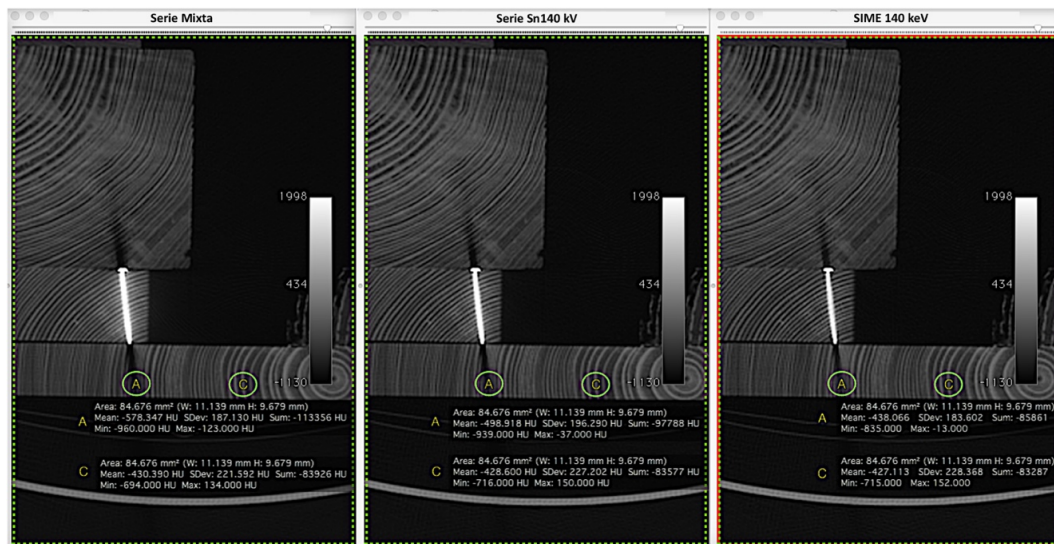 Serie Mixta
1998
434
-1130
A
C
A
Area: 84.676 mm² (W: 11.139 mm H: 9.679 mm)
Mean: -578.347 HU SDev: 187.130 HU Sum: -113356 HU
Min: -960.000 HU Max: -123.000 HU
C
Area: 84.676 mm² (W: 11.139 mm H: 9.679 mm)
Mean: -430.390 HU SDev: 221.592 HU Sum: -83926 HU
Min: -694.000 HU Max: 134.000 HU
Serie Sn140 kV
1998
434
-1130
A
C
A
Area: 84.676 mm² (W: 11.139 mm H: 9.679 mm)
Mean: -498.918 HU SDev: 196.290 HU Sum: -97788 HU
Min: -939.000 HU Max: -37.000 HU
C
Area: 84.676 mm² (W: 11.139 mm H: 9.679 mm)
Mean: -428.600 HU SDev: 227.202 HU Sum: -83577 HU
Min: -716.000 HU Max: 150.000 HU
SIME 140 keV
1998
434
-1130
A
C
A
Area: 84.676 mm² (W: 11.139 mm H: 9.679 mm)
Mean: -438.066 SDev: 183.602 Sum: -85861
Min: -835.000 Max: -13.000
C
Area: 84.676 mm² (W: 11.139 mm H: 9.679 mm)
Mean: -427.113 SDev: 228.368 Sum: -83287
Min: -715.000 Max: 152.000